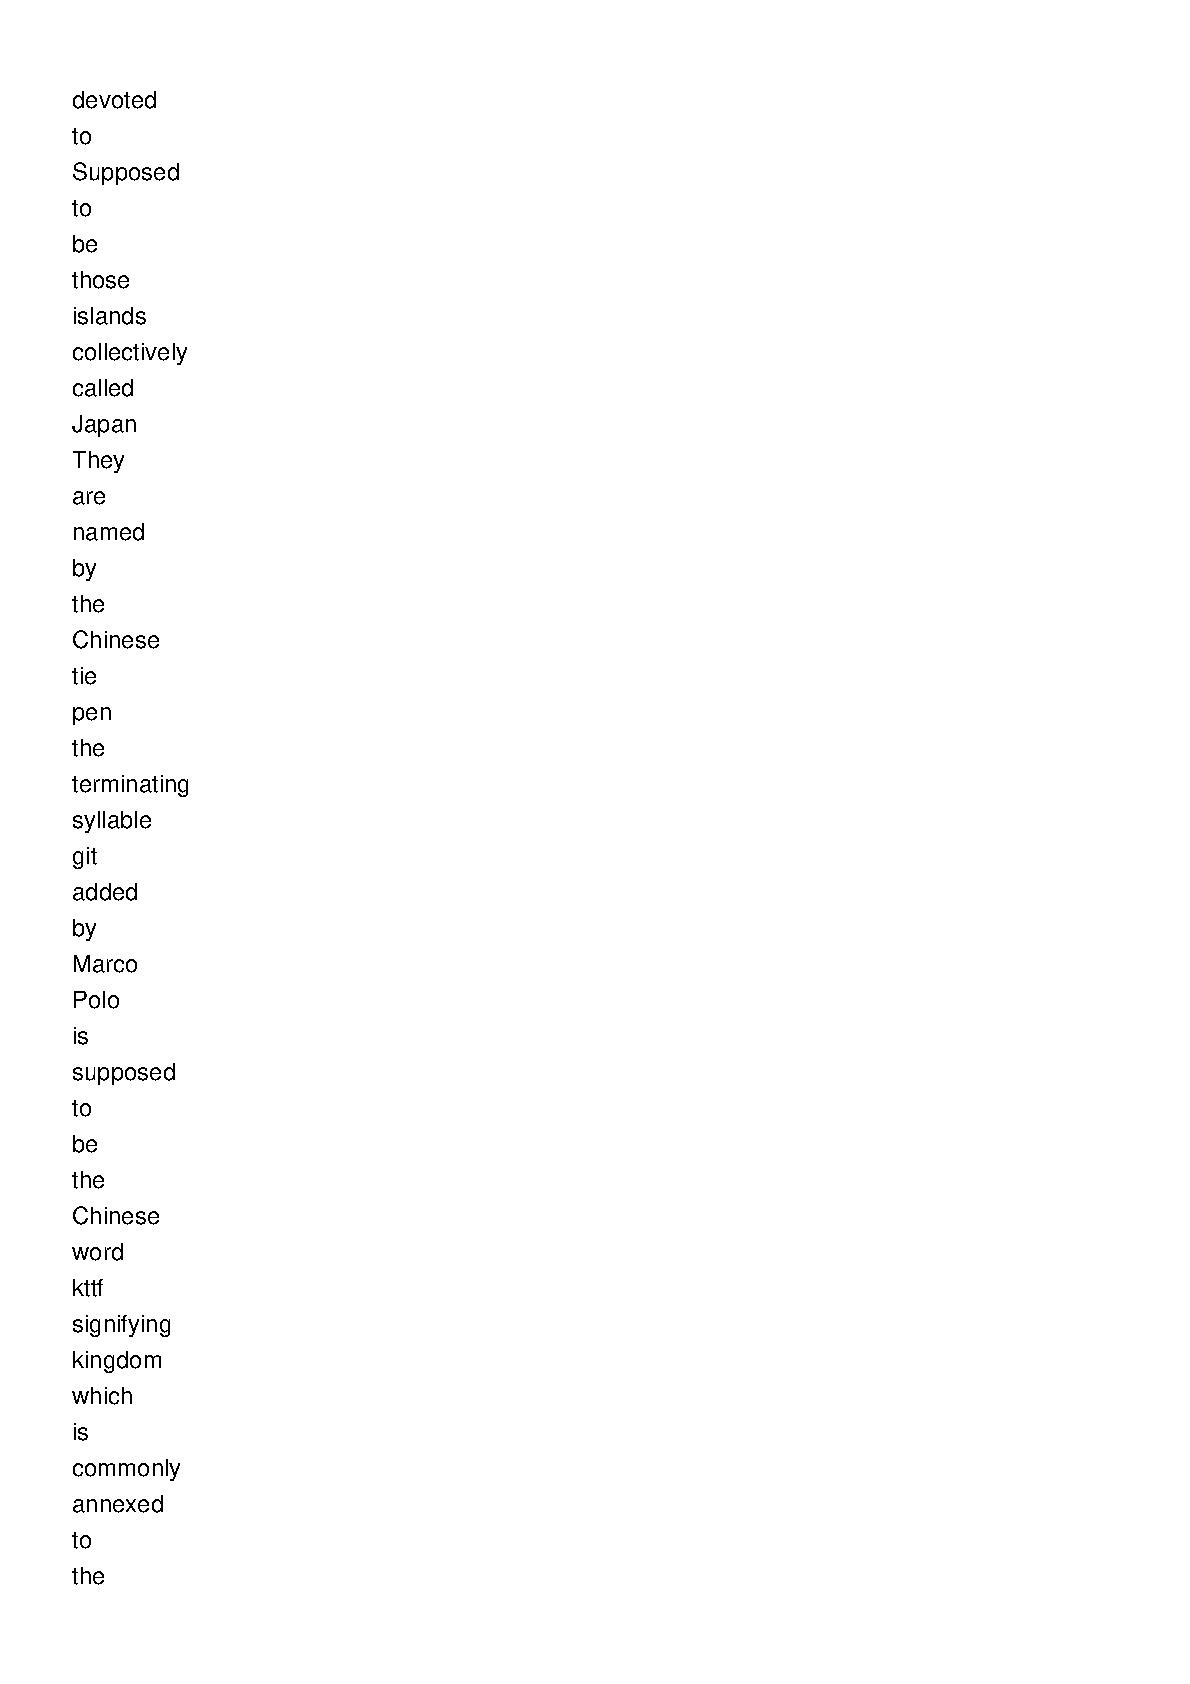 devoted
to
Supposed
to
be
those
islands
collectively
called
Japan
They
are
named
by
the
Chinese
tie
pen
the
terminating
syllable
git
added
by
Marco
Polo
is
supposed
to
be
the
Chinese
word
kttf
signifying
kingdom
which
is
commonly
annexed
to
the